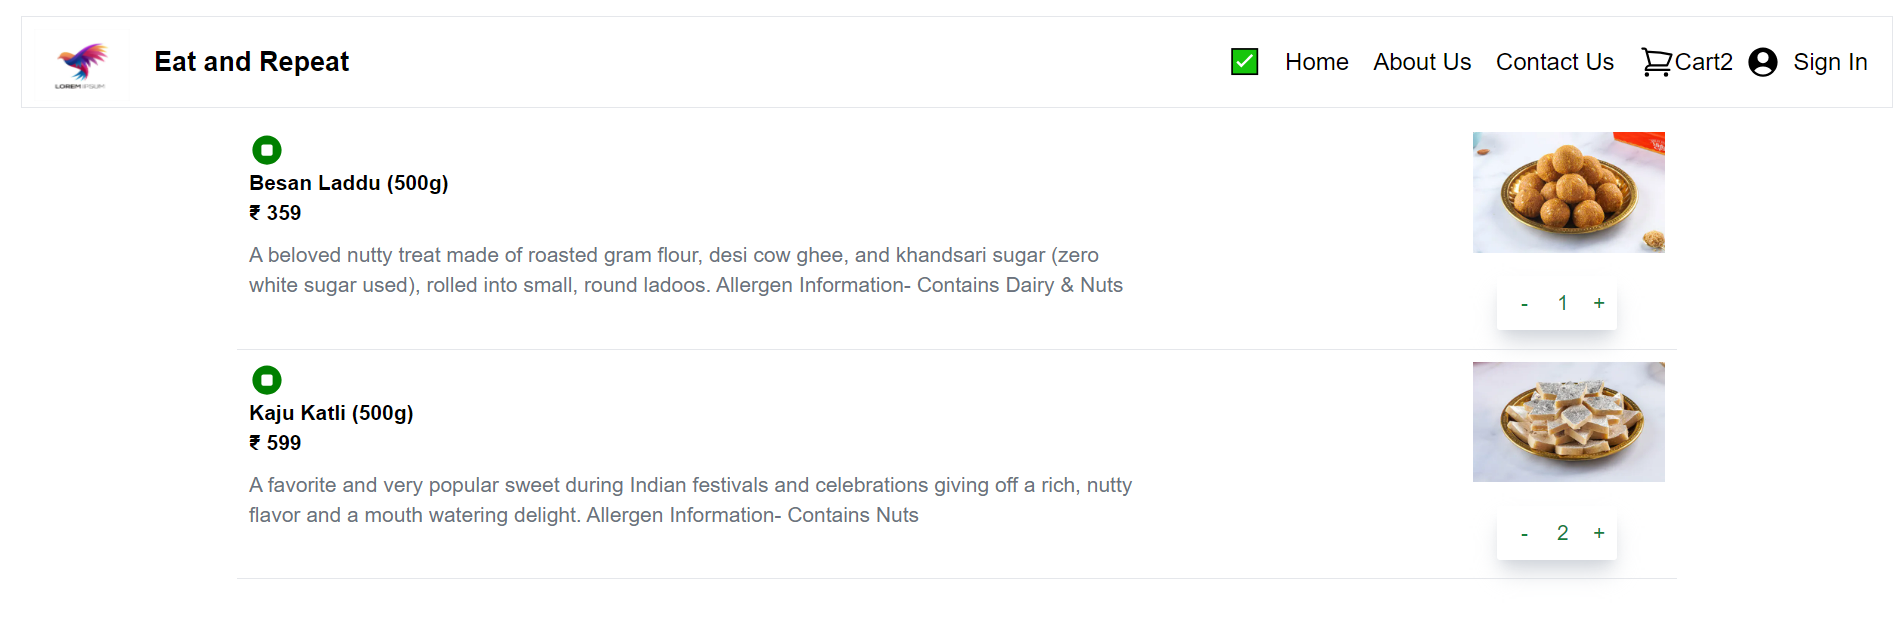 LOREM IPSUM
Eat and Repeat
Home
About Us
Contact Us
Cart2
Sign In
Besan Laddu (500g)
₹ 359
A beloved nutty treat made of roasted gram flour, desi cow ghee, and khandsari sugar (zero
white sugar used), rolled into small, round ladoos. Allergen Information- Contains Dairy & Nuts
- 1 +
Kaju Katli (500g)
₹ 599
A favorite and very popular sweet during Indian festivals and celebrations giving off a rich, nutty
flavor and a mouth watering delight. Allergen Information- Contains Nuts
- 2 +